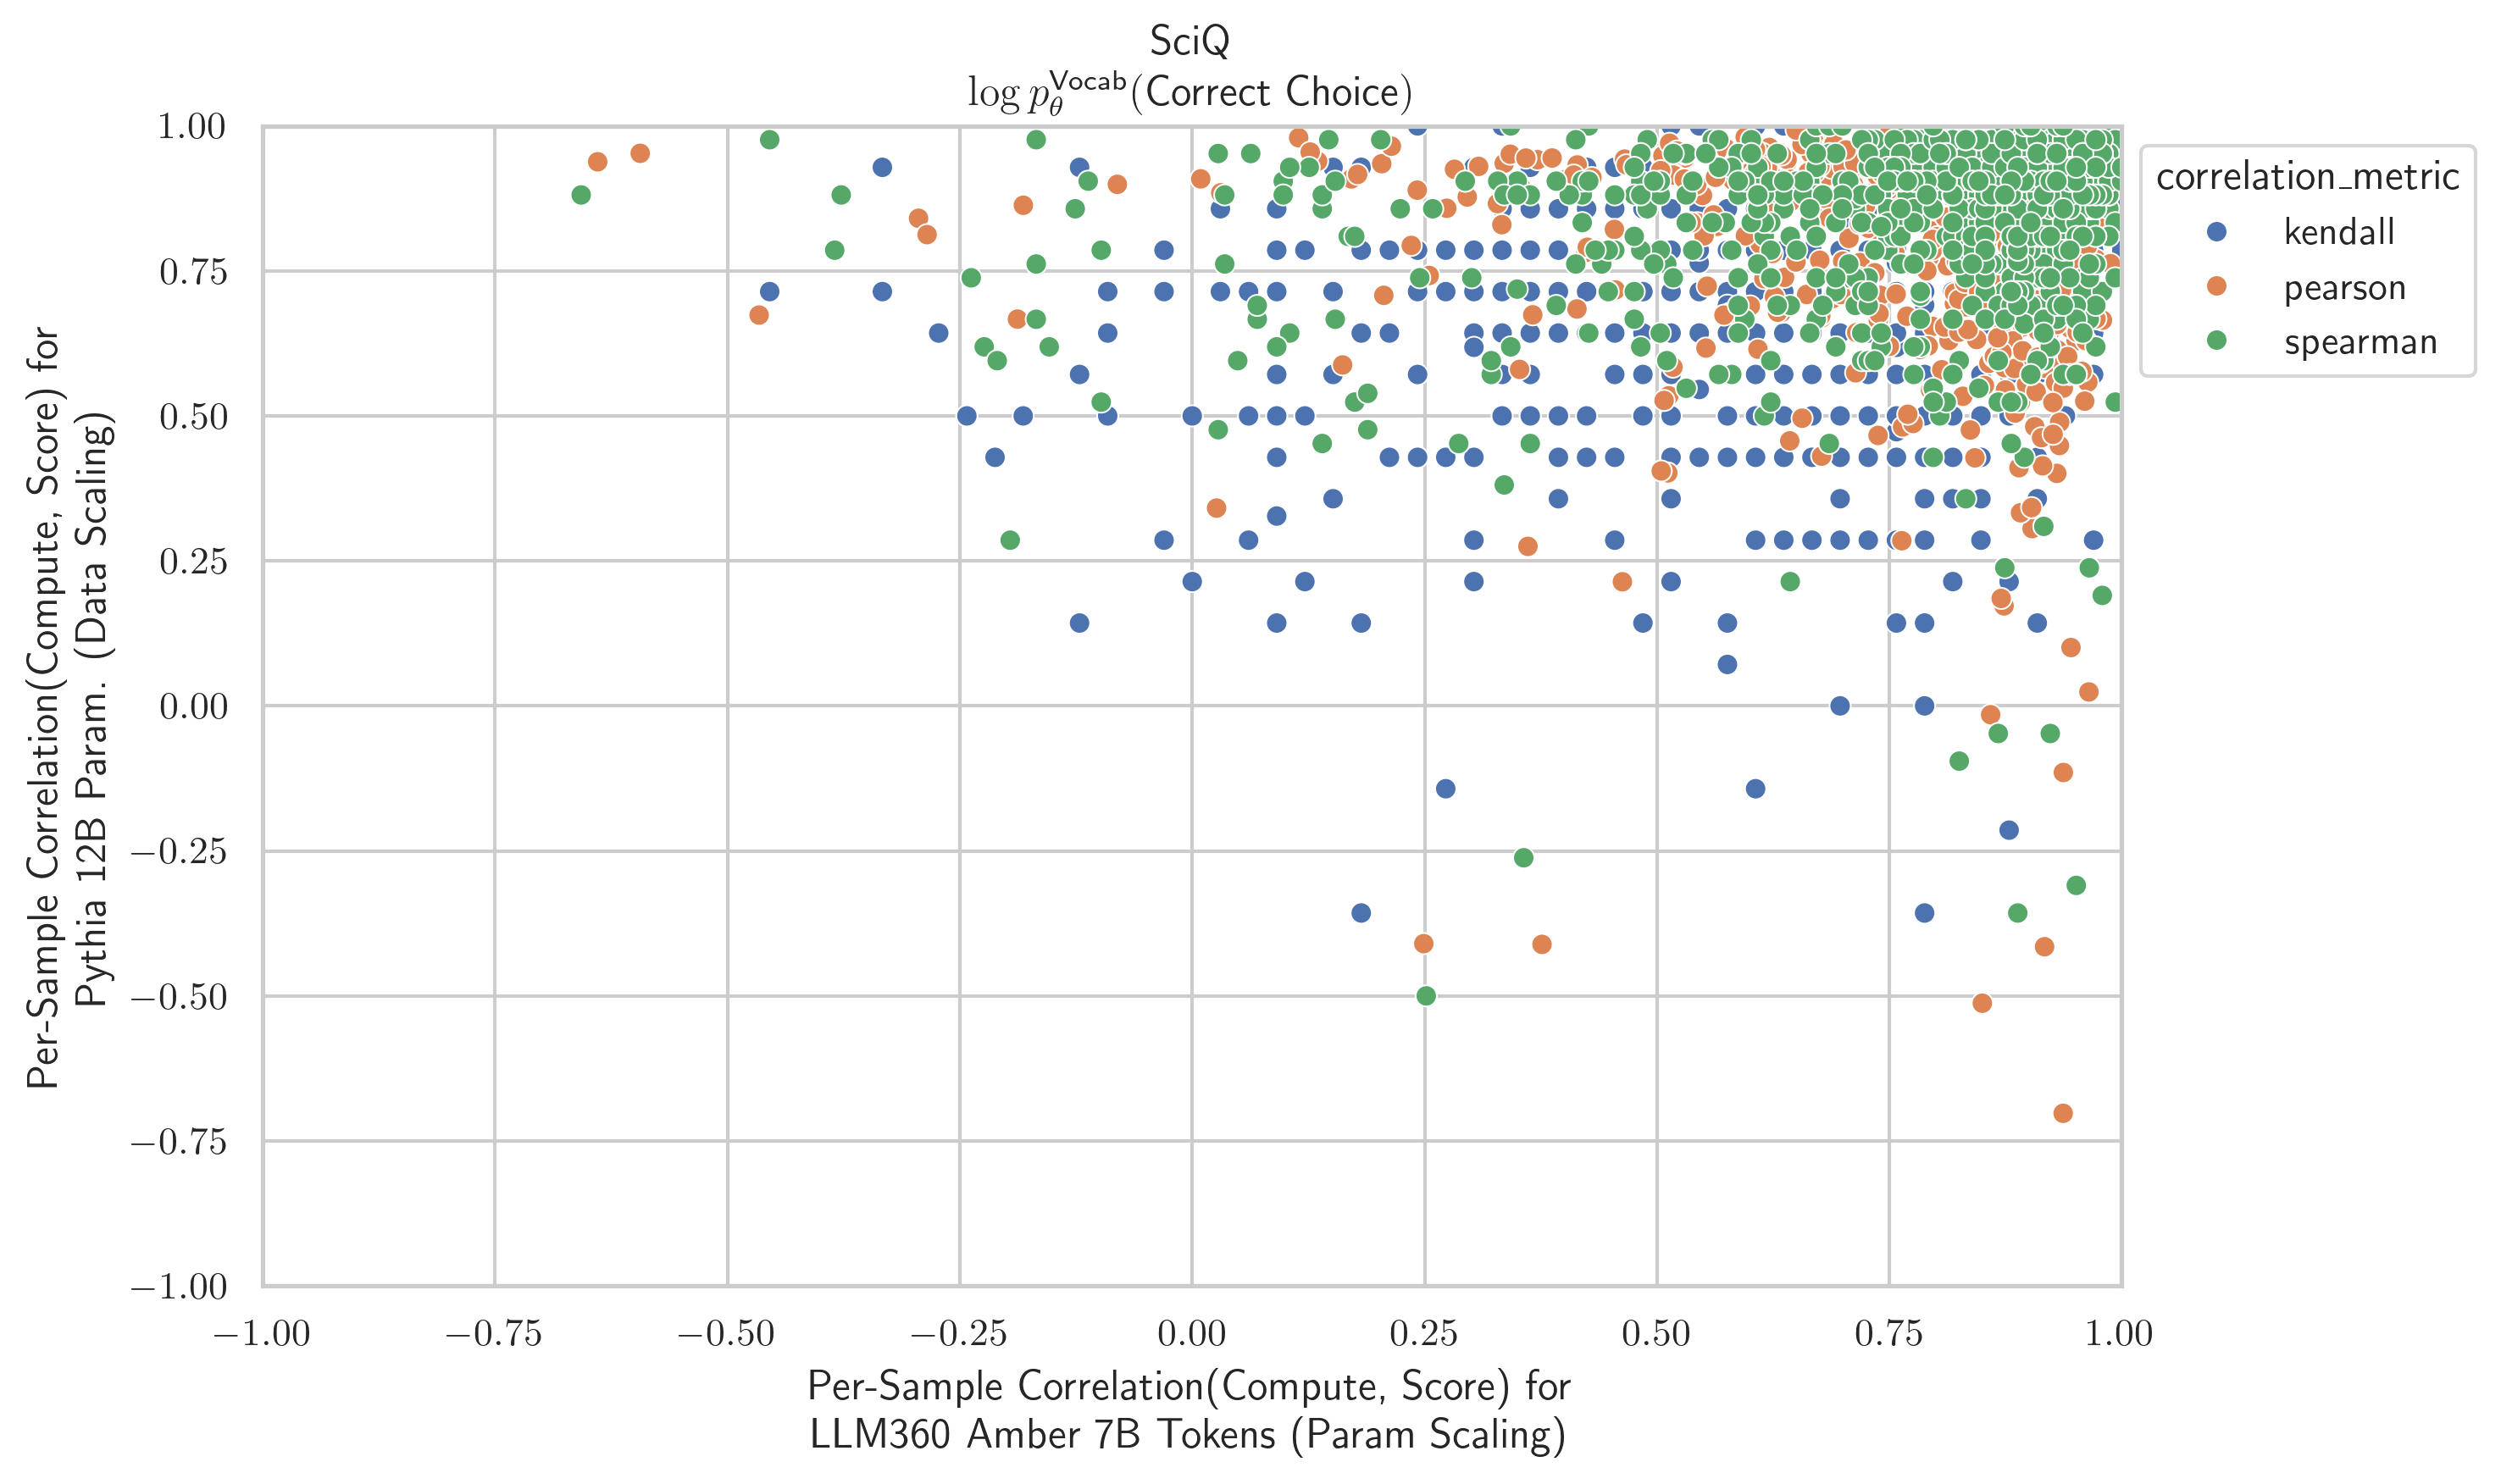 SciQ
log p_θ^Vocab(Correct Choice)
Per-Sample Correlation(Compute, Score) for
Pythia 12B Param. (Data Scaling)
1.00
0.75
0.50
0.25
0.00
−0.25
−0.50
−0.75
−1.00
−1.00 −0.75 −0.50 −0.25 0.00 0.25 0.50 0.75 1.00
Per-Sample Correlation(Compute, Score) for
LLM360 Amber 7B Tokens (Param Scaling)
correlation_metric
kendall
pearson
spearman